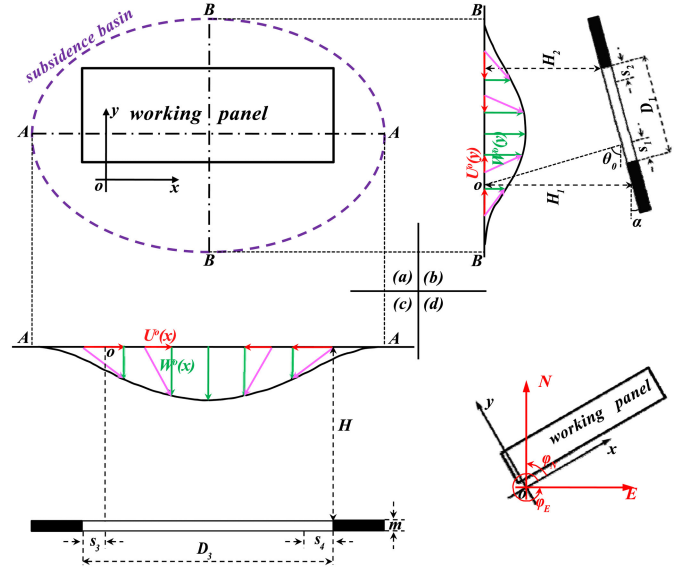 B
subsidence basin
y
working panel
A
A
o
x
B
B
H₂
s₂
D₁
s₁
U⁰(y)
W⁰(y)
θ₀
o
H₁
α
B
(a) (b)
(c) (d)
A
U⁰(x)
A
o
W⁰(x)
H
m
s₃
s₄
D₃
N
y
working panel
x
φ
o
E
φ_E